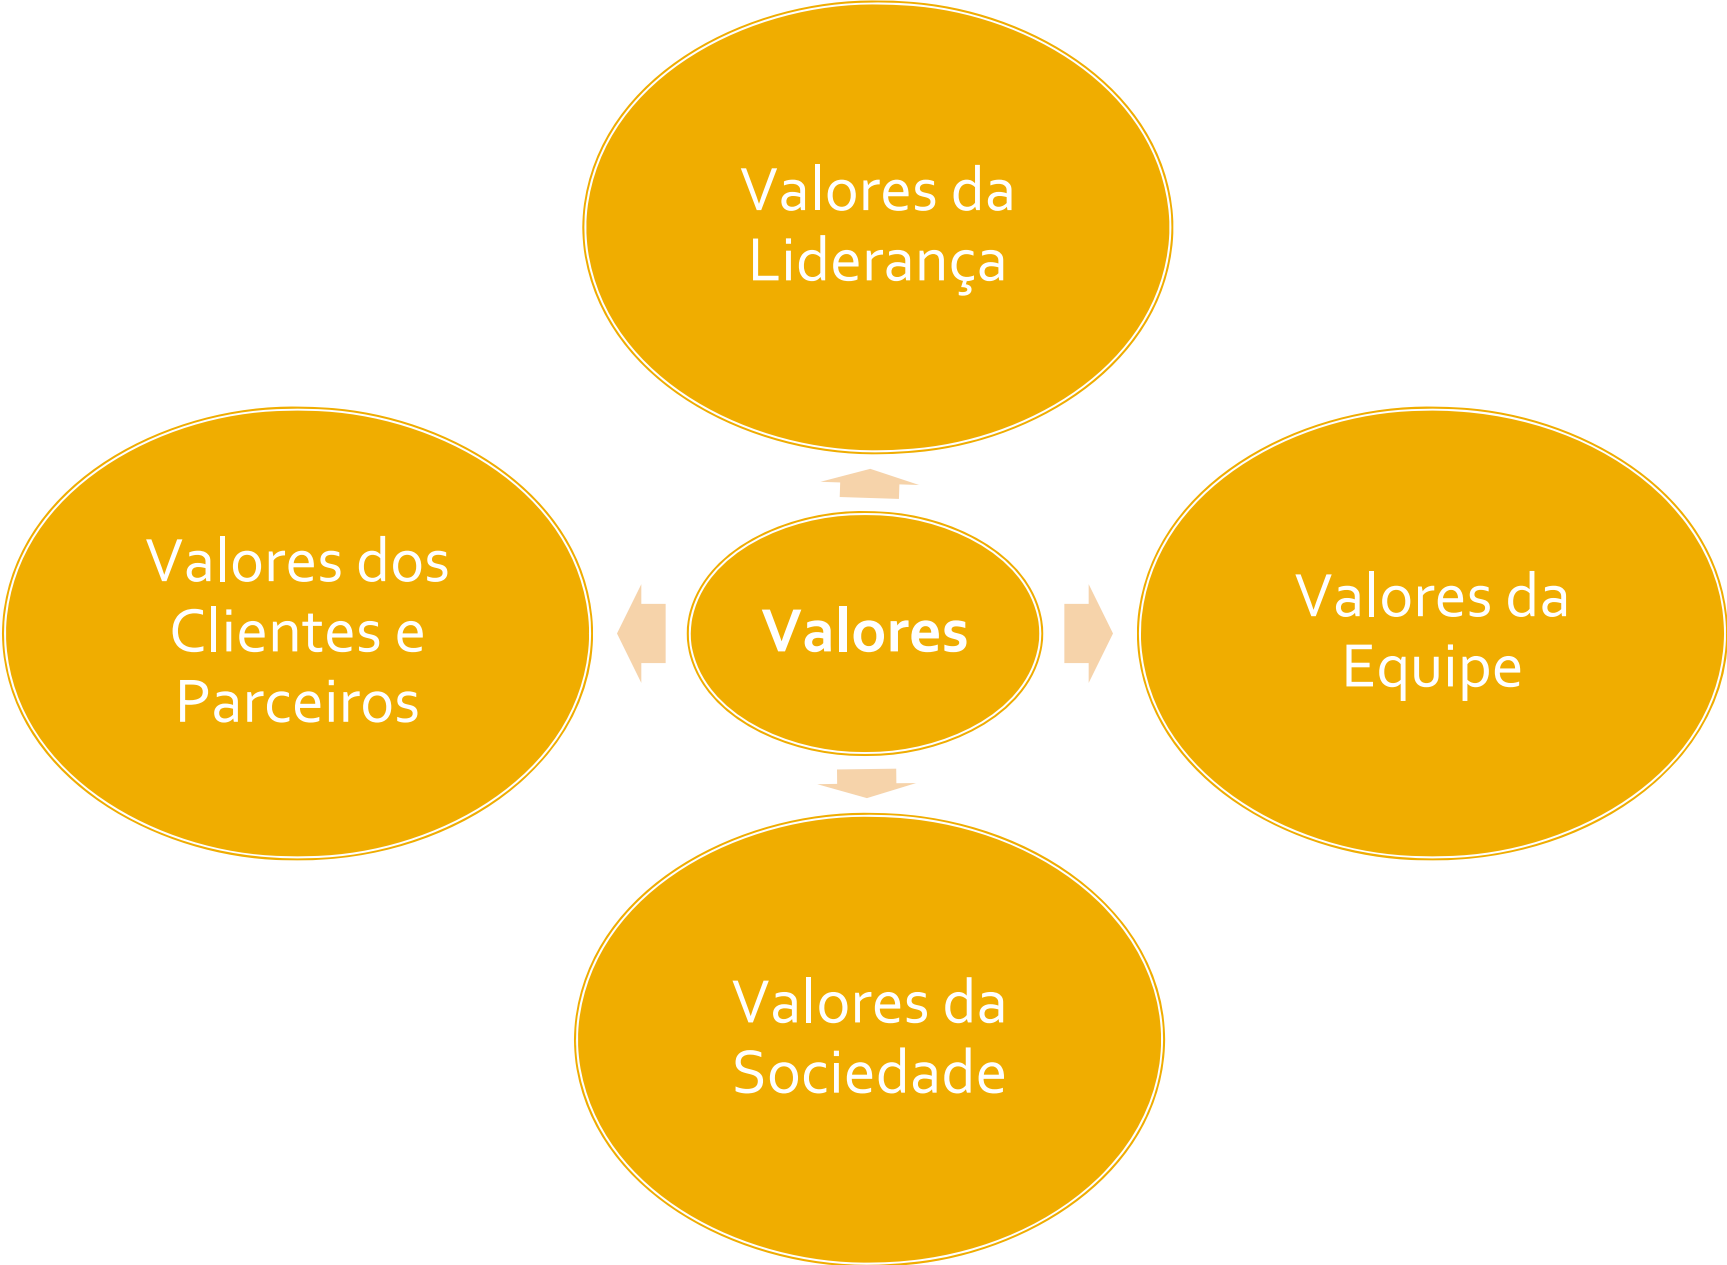 Valores da
Liderança
Valores dos
Clientes e
Parceiros
Valores
Valores da
Equipe
Valores da
Sociedade